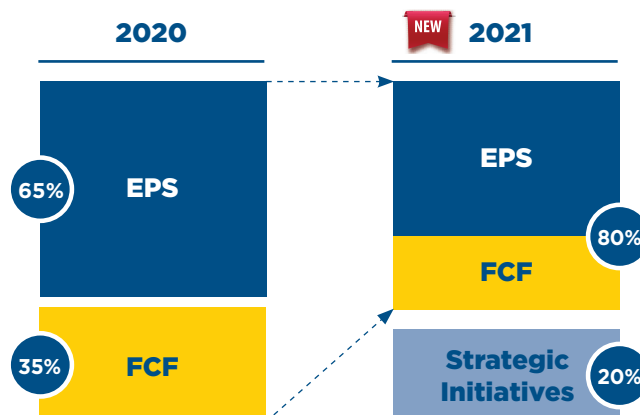 2020
NEW
2021
65%
EPS
EPS
80%
FCF
35%
FCF
Strategic
Initiatives
20%